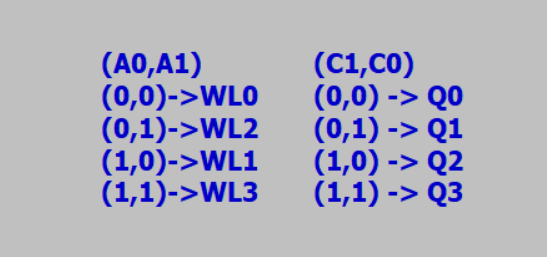 (A0,A1) (C1,C0)
(0,0)->WL0 (0,0) -> Q0
(0,1)->WL2 (0,1) -> Q1
(1,0)->WL1 (1,0) -> Q2
(1,1)->WL3 (1,1) -> Q3